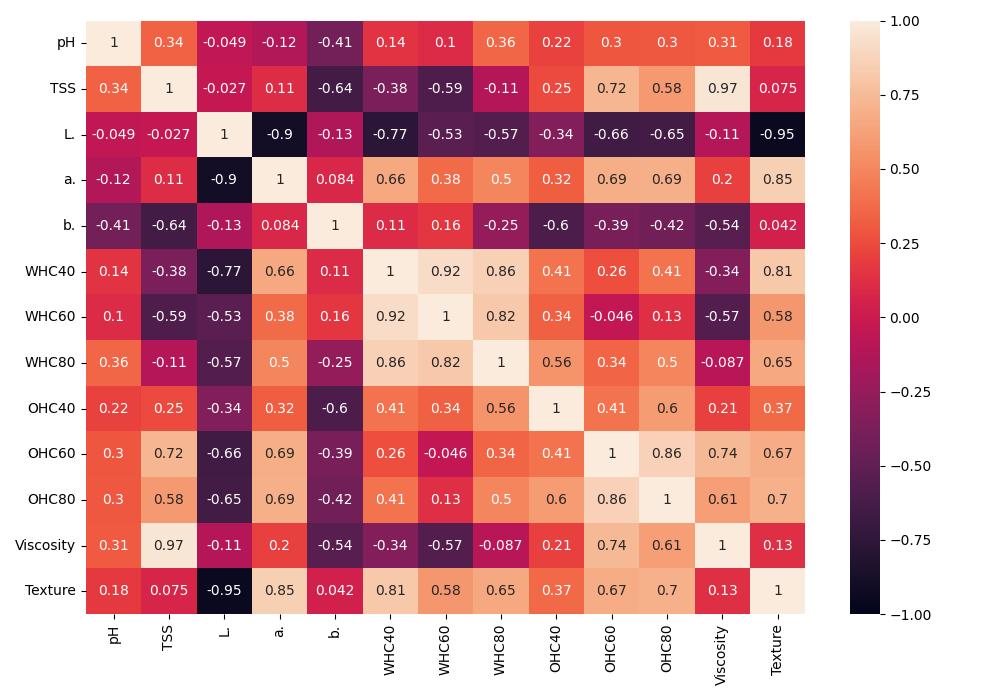 pH 1 0.34 -0.049 -0.12 -0.41 0.14 0.1 0.36 0.22 0.3 0.3 0.31 0.18
TSS 0.34 1 -0.027 0.11 -0.64 -0.38 -0.59 -0.11 0.25 0.72 0.58 0.97 0.075
L. -0.049 -0.027 1 -0.9 -0.13 -0.77 -0.53 -0.57 -0.34 -0.66 -0.65 -0.11 -0.95
a. -0.12 0.11 -0.9 1 0.084 0.66 0.38 0.5 0.32 0.69 0.69 0.2 0.85
b. -0.41 -0.64 -0.13 0.084 1 0.11 0.16 -0.25 -0.6 -0.39 -0.42 -0.54 0.042
WHC40 0.14 -0.38 -0.77 0.66 0.11 1 0.92 0.86 0.41 0.26 0.41 -0.34 0.81
WHC60 0.1 -0.59 -0.53 0.38 0.16 0.92 1 0.82 0.34 -0.046 0.13 -0.57 0.58
WHC80 0.36 -0.11 -0.57 0.5 -0.25 0.86 0.82 1 0.56 0.34 0.5 -0.087 0.65
OHC40 0.22 0.25 -0.34 0.32 -0.6 0.41 0.34 0.56 1 0.41 0.6 0.21 0.37
OHC60 0.3 0.72 -0.66 0.69 -0.39 0.26 -0.046 0.34 0.41 1 0.86 0.74 0.67
OHC80 0.3 0.58 -0.65 0.69 -0.42 0.41 0.13 0.5 0.6 0.86 1 0.61 0.7
Viscosity 0.31 0.97 -0.11 0.2 -0.54 -0.34 -0.57 -0.087 0.21 0.74 0.61 1 0.13
Texture 0.18 0.075 -0.95 0.85 0.042 0.81 0.58 0.65 0.37 0.67 0.7 0.13 1
pH TSS L. a. b. WHC40 WHC60 WHC80 OHC40 OHC60 OHC80 Viscosity Texture
1.00
0.75
0.50
0.25
0.00
−0.25
−0.50
−0.75
−1.00